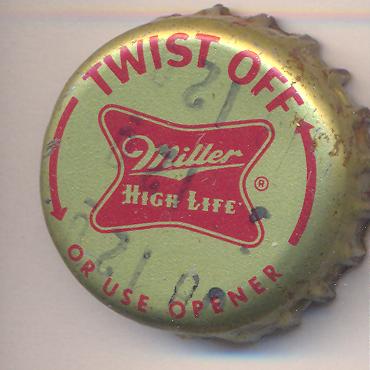 TWIST OFF
Miller
HIGH LIFE
®
OR USE OPENER